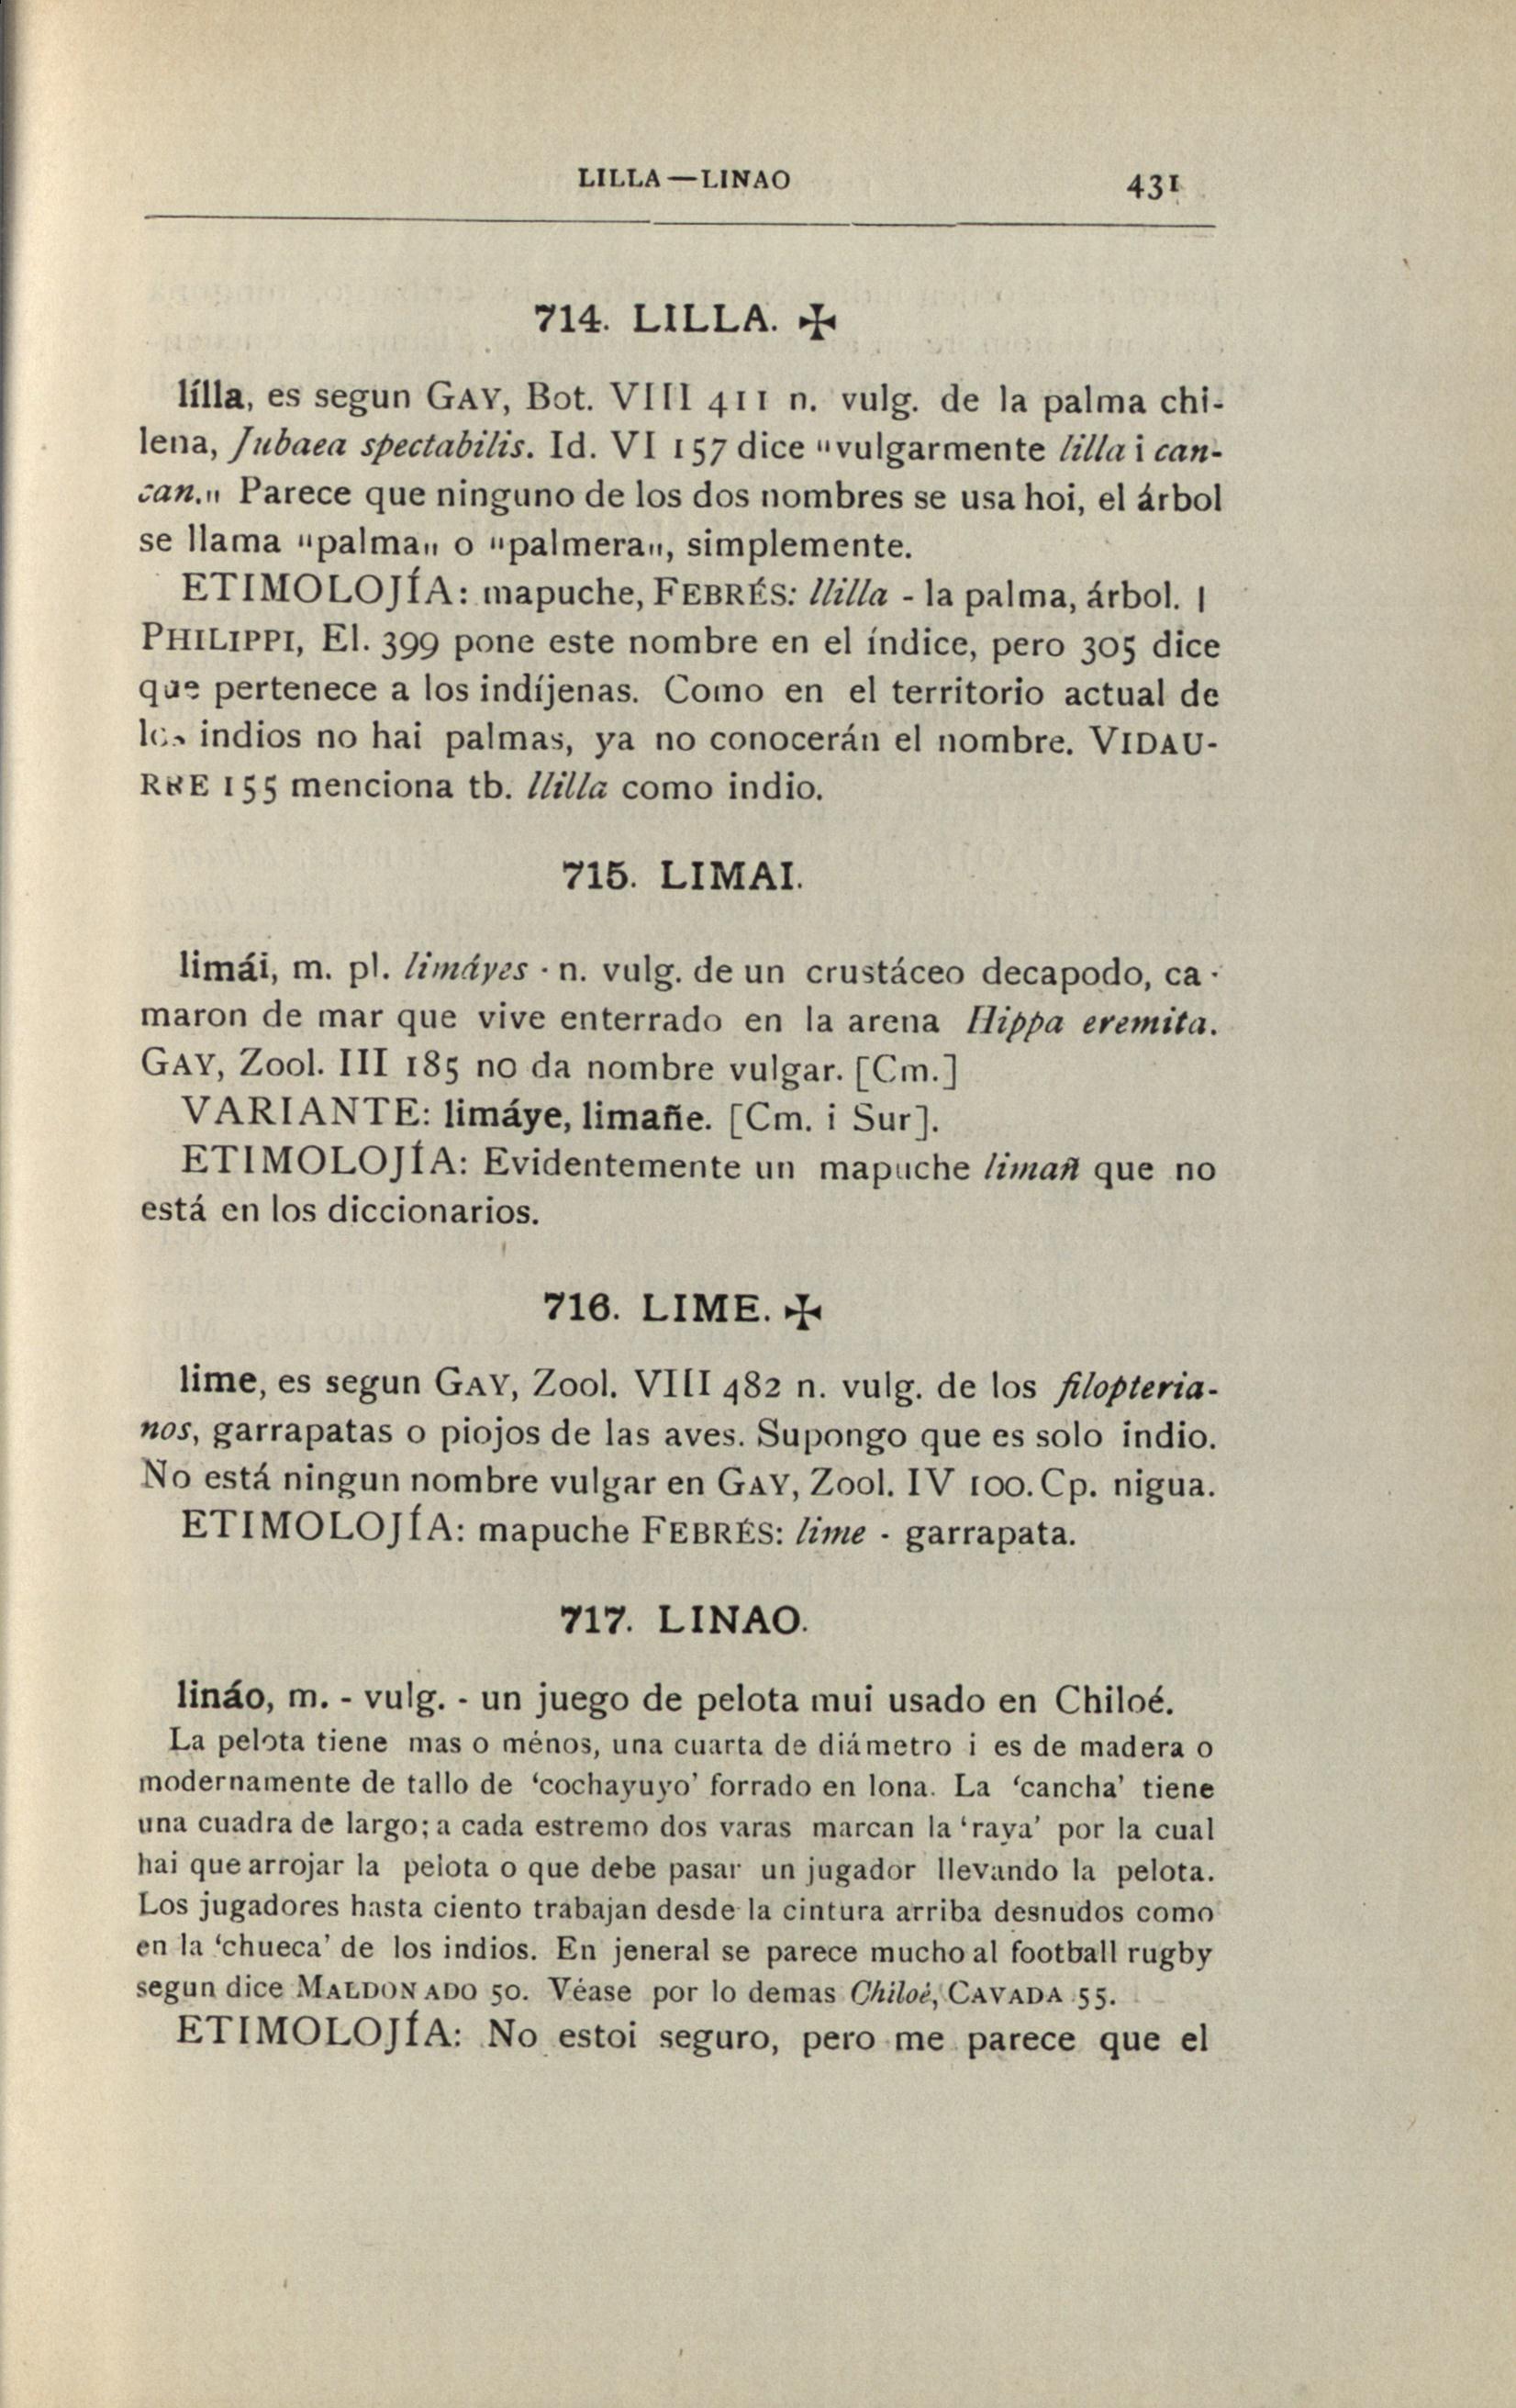 LILLA — LINAO 431
714. LILLA. ✠
lílla, es segun GAY, Bot. VIII 411 n. vulg. de la palma chi-
lena, Jubaea spectabilis. Id. VI 157 dice "vulgarmente lilla i can-
can." Parece que ninguno de los dos nombres se usa hoi, el árbol
se llama "palma" o "palmera", simplemente.
ETIMOLOJÍA: mapuche, FEBRÉS: llilla - la palma, árbol. |
PHILIPPI, El. 399 pone este nombre en el índice, pero 305 dice
que pertenece a los indíjenas. Como en el territorio actual de
los indios no hai palmas, ya no conocerán el nombre. VIDAU-
RRE 155 menciona tb. llilla como indio.
715. LIMAI.
limái, m. pl. limáyes - n. vulg. de un crustáceo decapodo, ca-
maron de mar que vive enterrado en la arena Hippa eremita.
GAY, Zool. III 185 no da nombre vulgar. [Cm.]
VARIANTE: limáye, limañe. [Cm. i Sur].
ETIMOLOJÍA: Evidentemente un mapuche limañ que no
está en los diccionarios.
716. LIME. ✠
lime, es segun GAY, Zool. VIII 482 n. vulg. de los filopteria-
nos, garrapatas o piojos de las aves. Supongo que es solo indio.
No está ningun nombre vulgar en GAY, Zool. IV 100. Cp. nigua.
ETIMOLOJÍA: mapuche FEBRÉS: lime - garrapata.
717. LINAO.
lináo, m. - vulg. - un juego de pelota mui usado en Chiloé.
La pelota tiene mas o ménos, una cuarta de diámetro i es de madera o
modernamente de tallo de 'cochayuyo' forrado en lona. La 'cancha' tiene
una cuadra de largo; a cada estremo dos varas marcan la 'raya' por la cual
hai que arrojar la pelota o que debe pasar un jugador llevando la pelota.
Los jugadores hasta ciento trabajan desde la cintura arriba desnudos como
en la 'chueca' de los indios. En jeneral se parece mucho al football rugby
segun dice MALDONADO 50. Véase por lo demas Chiloé, CAVADA 55.
ETIMOLOJÍA: No estoi seguro, pero me parece que el